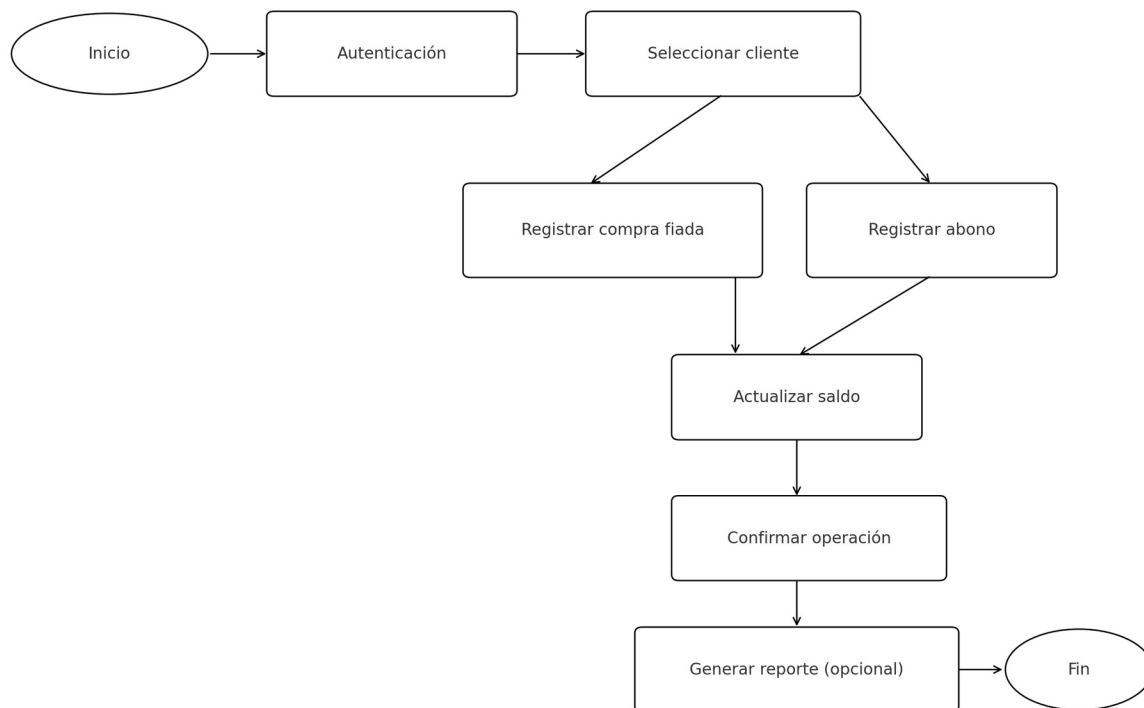 Inicio
Autenticación
Seleccionar cliente
Registrar compra fiada
Registrar abono
Actualizar saldo
Confirmar operación
Generar reporte (opcional)
Fin